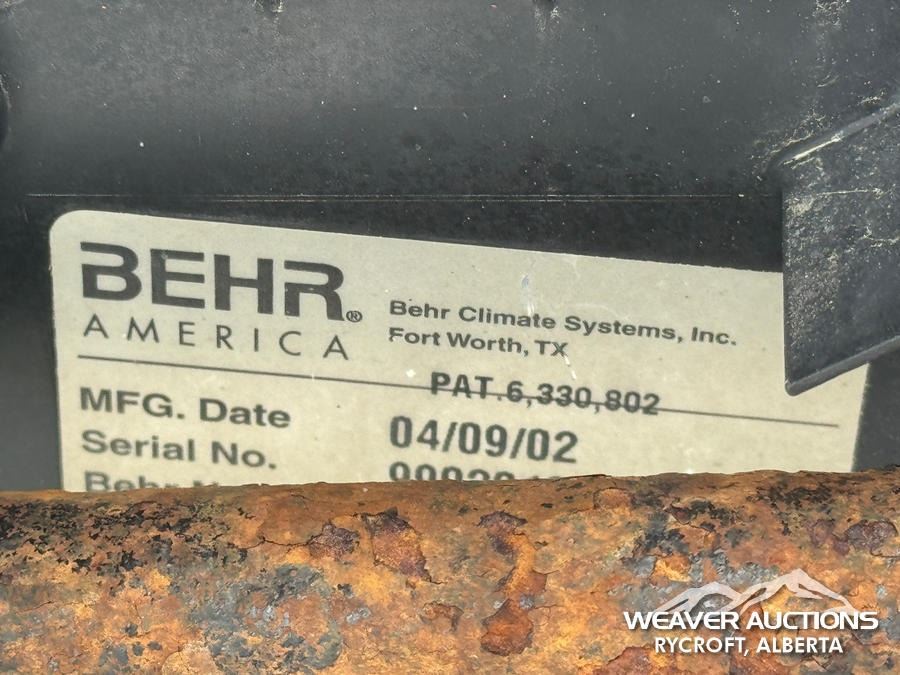 BEHR®
AMERICA
Behr Climate Systems, Inc.
Fort Worth, TX
PAT.6,330,802
MFG. Date 04/09/02
Serial No.
Behr
WEAVER AUCTIONS
RYCROFT, ALBERTA